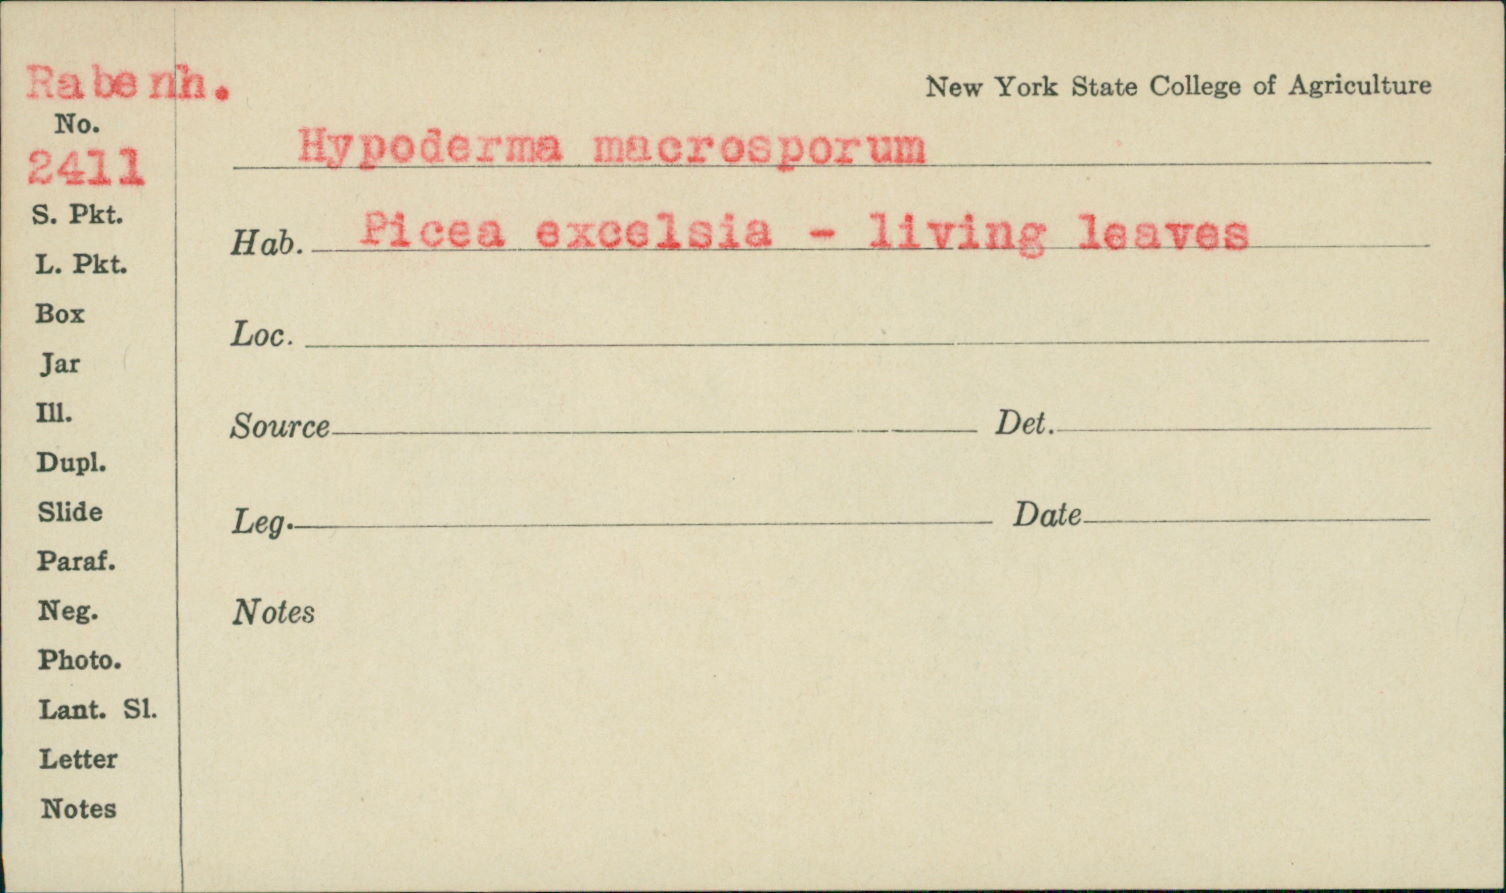 Rabenh.
New York State College of Agriculture
No.
Hypoderma macrosporum
2411
S. Pkt.
Hab. Picea excelsia - living leaves
L. Pkt.
Box
Loc.
Jar
Ill.
Source Det.
Dupl.
Slide
Leg. Date
Paraf.
Neg.
Notes
Photo.
Lant. Sl.
Letter
Notes